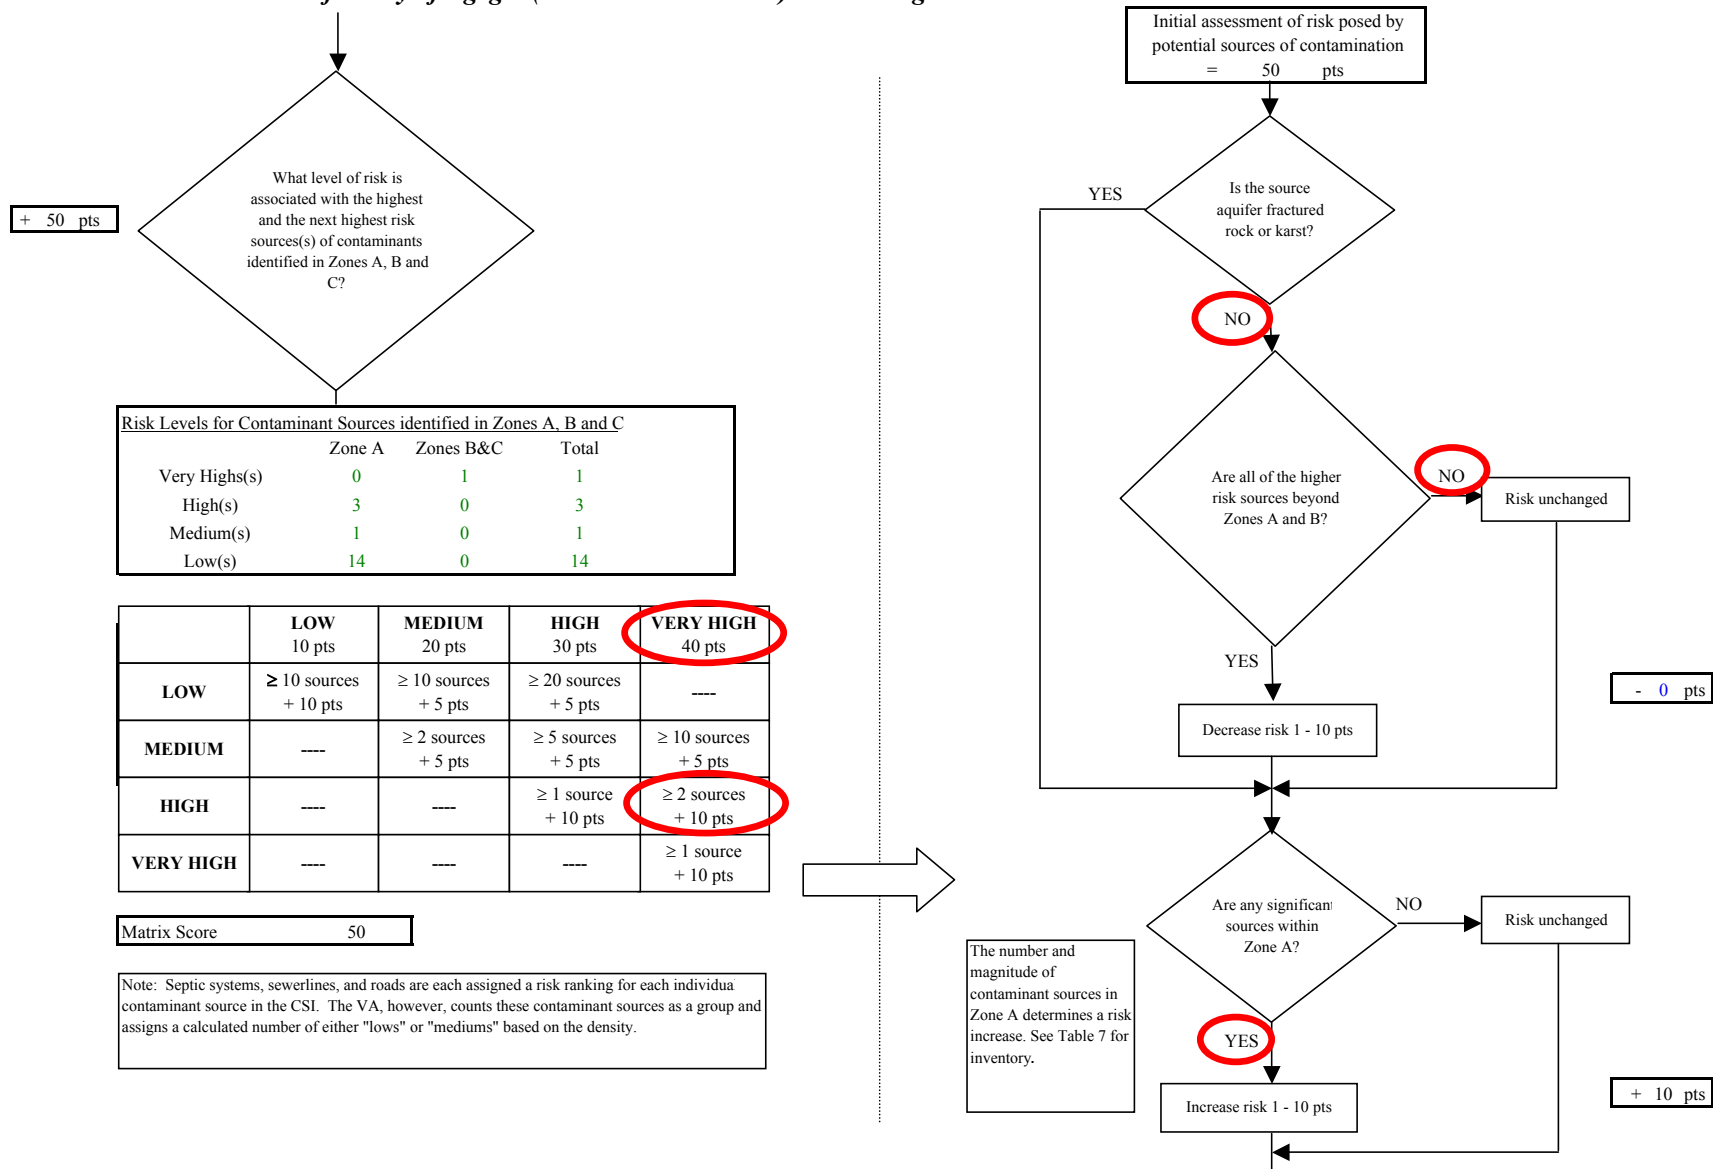 + 50 pts
What level of risk is
associated with the highest
and the next highest risk
sources(s) of contaminants
identified in Zones A, B and
C?
Risk Levels for Contaminant Sources identified in Zones A, B and C
Zone A Zones B&C Total
Very Highs(s) 0 1 1
High(s) 3 0 3
Medium(s) 1 0 1
Low(s) 14 0 14
LOW MEDIUM HIGH VERY HIGH
10 pts 20 pts 30 pts 40 pts
LOW ≥ 10 sources ≥ 10 sources ≥ 20 sources ----
+ 10 pts + 5 pts + 5 pts
MEDIUM ---- ≥ 2 sources ≥ 5 sources ≥ 10 sources
+ 5 pts + 5 pts + 5 pts
HIGH ---- ---- ≥ 1 source ≥ 2 sources
+ 10 pts + 10 pts
VERY HIGH ---- ---- ---- ≥ 1 source
+ 10 pts
Matrix Score 50
Note: Septic systems, sewerlines, and roads are each assigned a risk ranking for each individua
contaminant source in the CSI. The VA, however, counts these contaminant sources as a group and
assigns a calculated number of either "lows" or "mediums" based on the density.
Initial assessment of risk posed by
potential sources of contamination
= 50 pts
Is the source
aquifer fractured
rock or karst?
YES
NO
Are all of the higher
risk sources beyond
Zones A and B?
NO
Risk unchanged
YES
- 0 pts
Decrease risk 1 - 10 pts
Are any significant
sources within
Zone A?
NO
Risk unchanged
The number and
magnitude of
contaminant sources in
Zone A determines a risk
increase. See Table 7 for
inventory.
YES
+ 10 pts
Increase risk 1 - 10 pts